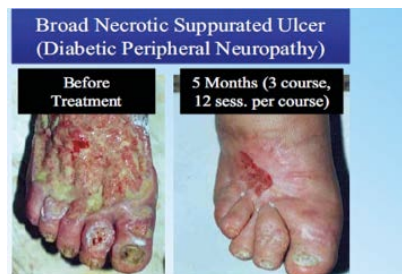 Broad Necrotic Suppurated Ulcer
(Diabetic Peripheral Neuropathy)
Before
Treatment
5 Months (3 course,
12 sess. per course)